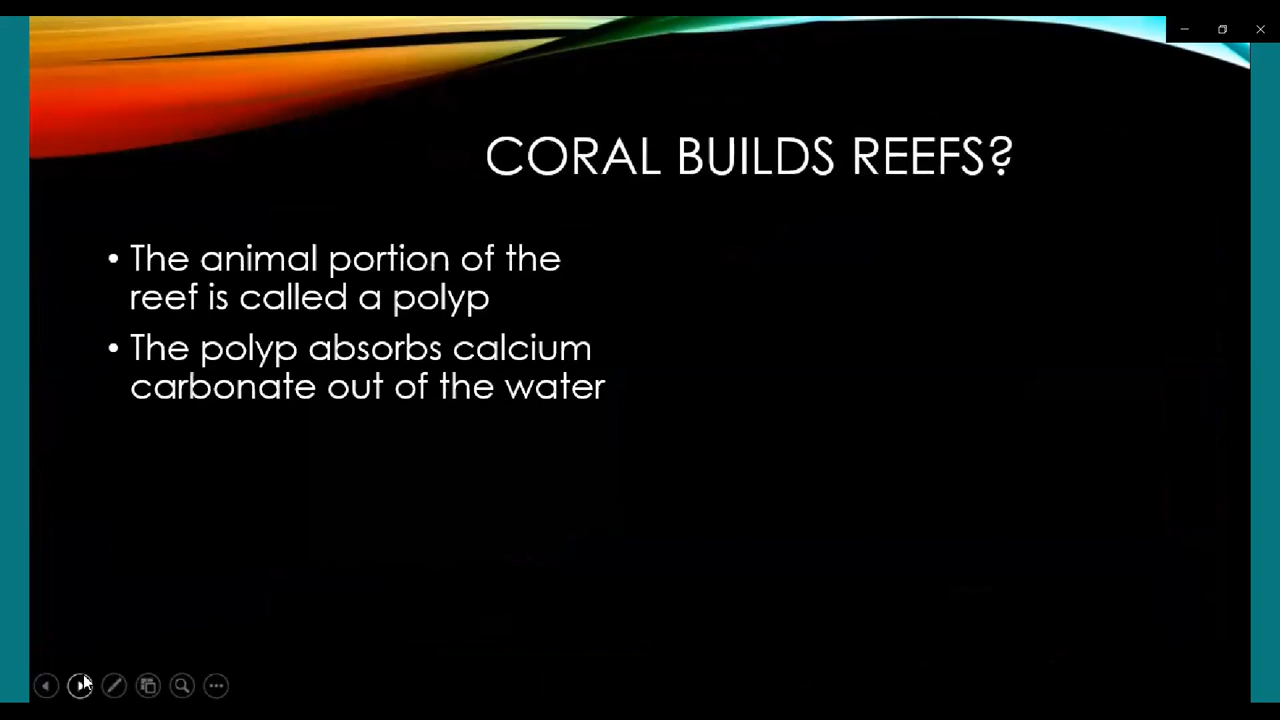 CORAL BUILDS REEFS?
• The animal portion of the
reef is called a polyp
• The polyp absorbs calcium
carbonate out of the water